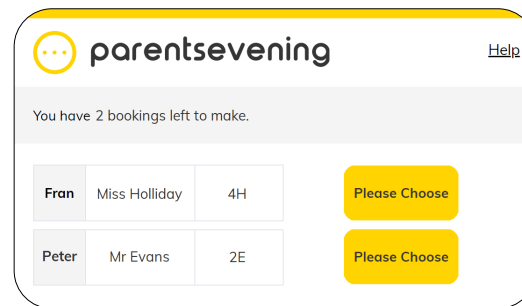 parentsevening
Help
You have 2 bookings left to make.
Fran Miss Holliday 4H Please Choose
Peter Mr Evans 2E Please Choose